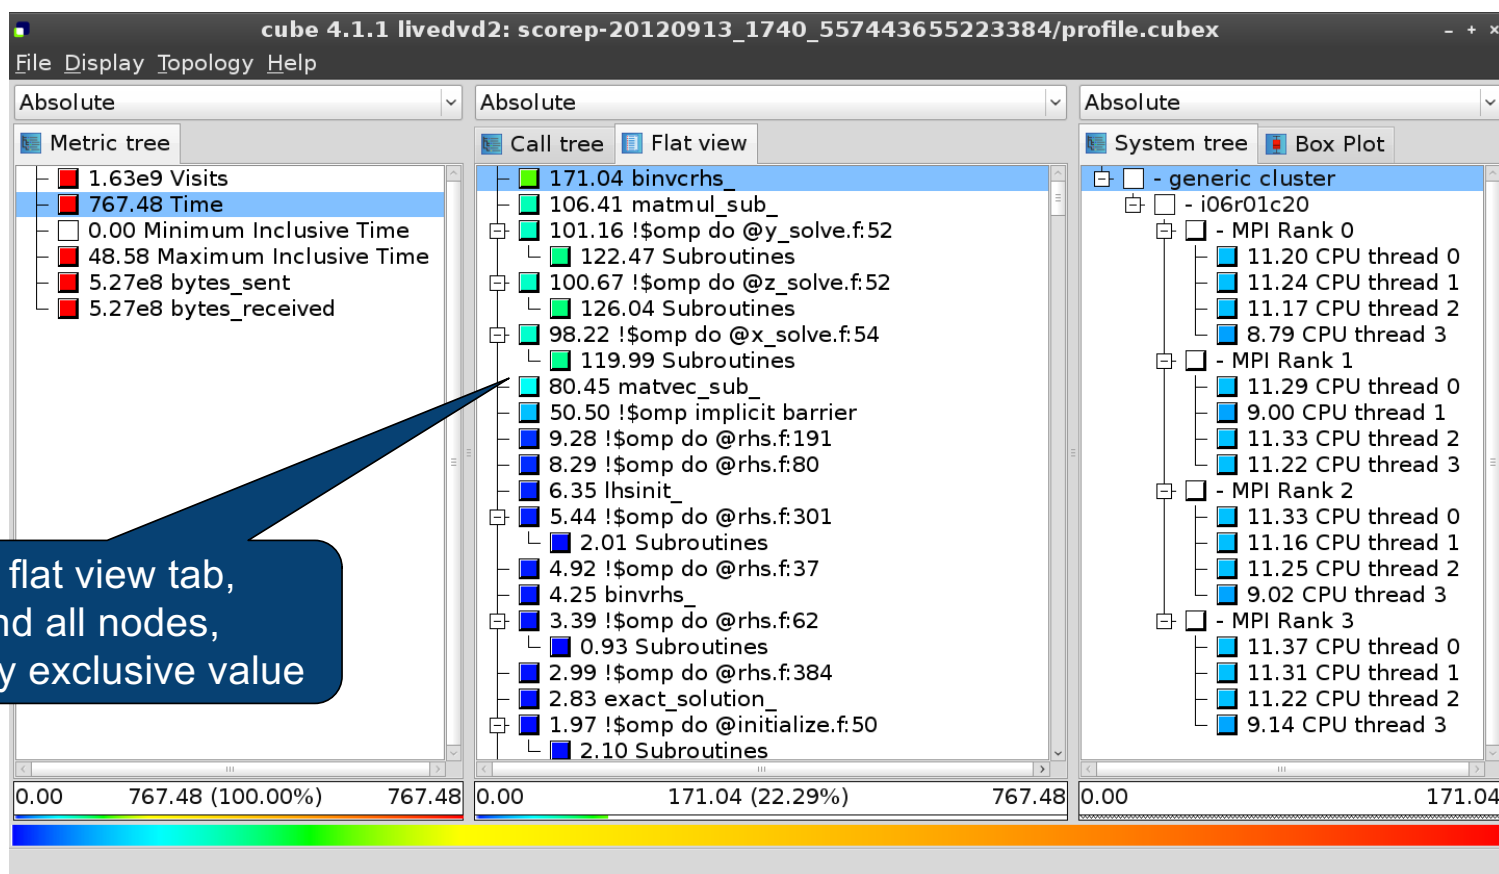 cube 4.1.1 livedvd2: scorep-20120913_1740_557443655223384/profile.cubex
File Display Topology Help
Absolute
Metric tree
1.63e9 Visits
767.48 Time
0.00 Minimum Inclusive Time
48.58 Maximum Inclusive Time
5.27e8 bytes_sent
5.27e8 bytes_received
flat view tab,
all nodes,
exclusive value
0.00 767.48 (100.00%) 767.48
Absolute
Call tree Flat view
171.04 binvcrhs_
106.41 matmul_sub_
101.16 !$omp do @y_solve.f:52
122.47 Subroutines
100.67 !$omp do @z_solve.f:52
126.04 Subroutines
98.22 !$omp do @x_solve.f:54
119.99 Subroutines
80.45 matvec_sub_
50.50 !$omp implicit barrier
9.28 !$omp do @rhs.f:191
8.29 !$omp do @rhs.f:80
6.35 lhsinit_
5.44 !$omp do @rhs.f:301
2.01 Subroutines
4.92 !$omp do @rhs.f:37
4.25 binvrhs_
3.39 !$omp do @rhs.f:62
0.93 Subroutines
2.99 !$omp do @rhs.f:384
2.83 exact_solution_
1.97 !$omp do @initialize.f:50
2.10 Subroutines
0.00 171.04 (22.29%) 767.48
Absolute
System tree Box Plot
- generic cluster
- i06r01c20
- MPI Rank 0
11.20 CPU thread 0
11.24 CPU thread 1
11.17 CPU thread 2
8.79 CPU thread 3
- MPI Rank 1
11.29 CPU thread 0
9.00 CPU thread 1
11.33 CPU thread 2
11.22 CPU thread 3
- MPI Rank 2
11.33 CPU thread 0
11.16 CPU thread 1
11.25 CPU thread 2
9.02 CPU thread 3
- MPI Rank 3
11.37 CPU thread 0
11.31 CPU thread 1
11.22 CPU thread 2
9.14 CPU thread 3
0.00 171.04